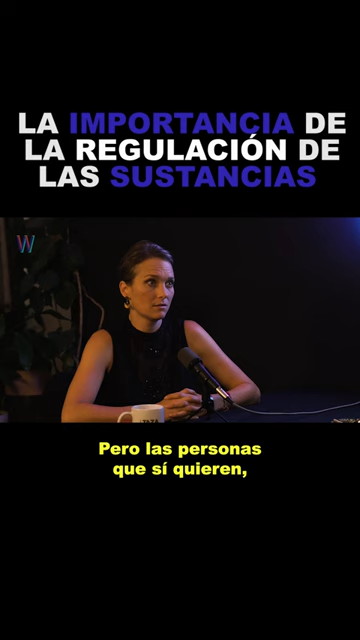 LA IMPORTANCIA DE
LA REGULACIÓN DE
LAS SUSTANCIAS
W
Pero las personas
que sí quieren,